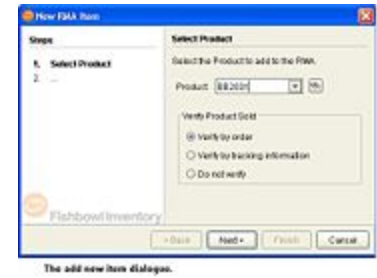 New RMA Item
Steps
1. Select Product
2. ...
Select Product
Select the Product to add to the RMA.
Product: BB2001
Verify Product Sold
Verify by order
Verify by tracking information
Do not verify
Fishbowl Inventory
Back
Next
Finish
Cancel
The add new item dialogue.